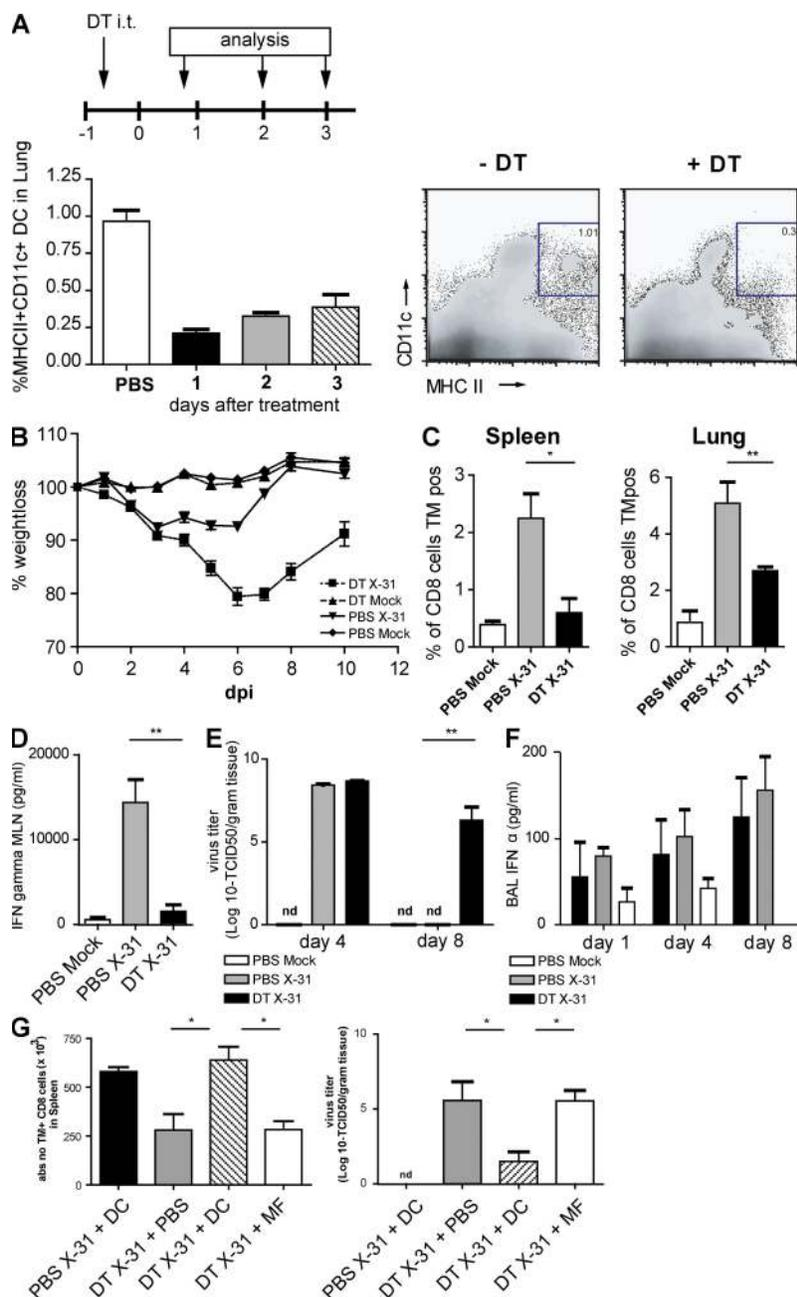 A
DT i.t.
analysis
-1 0 1 2 3
%MHCII+CD11c+ DC in Lung
1.25
1.00
0.75
0.50
0.25
0.00
PBS 1 2 3
days after treatment
- DT
+ DT
1.01
0.3
CD11c
MHC II
B
% weightloss
110
100
90
80
70
0 2 4 6 8 10 12
dpi
DT X-31
DT Mock
PBS X-31
PBS Mock
C
Spleen
% of CD8 cells TM pos
6
4
2
0
*
PBS Mock
PBS X-31
DT X-31
Lung
% of CD8 cells TMpos
6
4
2
0
**
PBS Mock
PBS X-31
DT X-31
D
IFN gamma MLN (pg/ml)
20000
10000
0
**
PBS Mock
PBS X-31
DT X-31
E
virus titer
(Log 10-TCID50/gram tissue)
10
5
0
nd
nd nd
**
day 4 day 8
PBS Mock
PBS X-31
DT X-31
F
BAL IFN α (pg/ml)
200
100
0
day 1 day 4 day 8
PBS Mock
PBS X-31
DT X-31
G
abs no TM+ CD8 cells (x 10³)
in Spleen
750
500
250
0
* *
PBS X-31 + DC
DT X-31 + PBS
DT X-31 + DC
DT X-31 + MF
virus titer
(Log 10-TCID50/gram tissue)
10
5
0
nd
* *
PBS X-31 + DC
DT X-31 + PBS
DT X-31 + DC
DT X-31 + MF